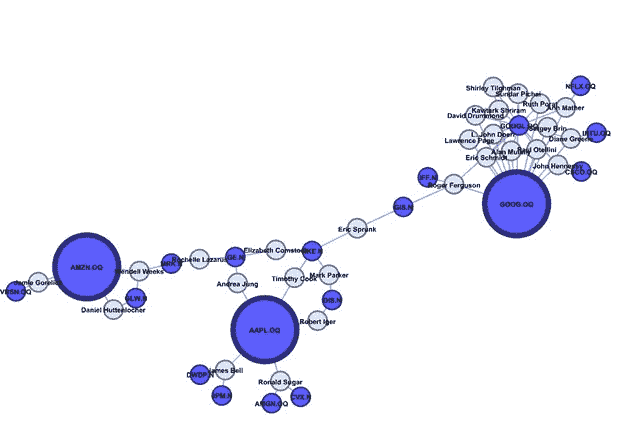 NFLX.OQ
Shirley Tilghman
Sundar Pichai
Ruth Porat
Ann Mather
Kavitark Shriram
David Drummond
GOOGL.OQ
Sergey Brin
INTU.OQ
L. John Doerr
Diane Greene
Lawrence Page
Alan Mulally
Paul Otellini
Eric Schmidt
John Hennessy
CSCO.OQ
IFF.N
Roger Ferguson
GOOG.OQ
GIS.N
Eric Sprunk
Elizabeth Comstock
NKE.N
GE.N
Rochelle Lazarus
MRK.N
AMZN.OQ
Wendell Weeks
Timothy Cook
Mark Parker
Jamie Gorelick
Andrea Jung
VRSN.OQ
GLW.N
DIS.N
Daniel Huttenlocher
Robert Iger
AAPL.OQ
James Bell
DWDP.N
Ronald Sugar
JPM.N
CVX.N
AMGN.OQ